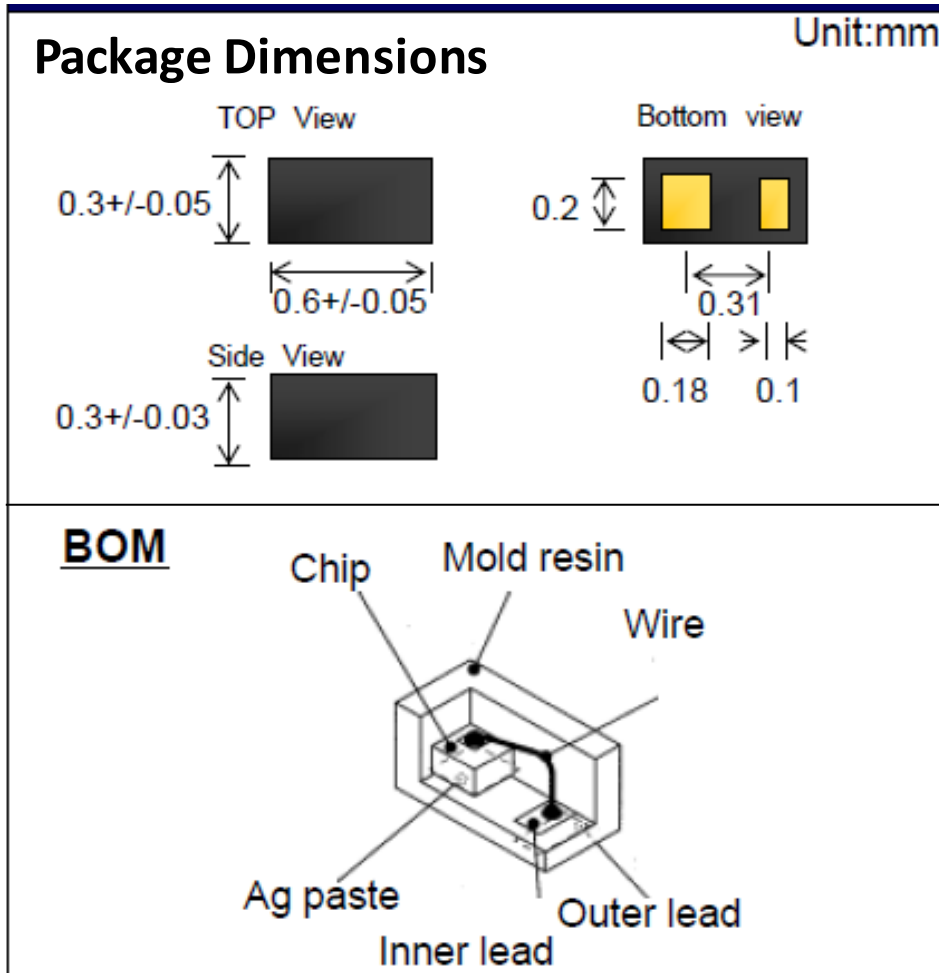 Unit:mm
Package Dimensions
TOP View
Bottom view
0.3+/-0.05
0.2
0.6+/-0.05
0.31
Side View
0.18 0.1
0.3+/-0.03
BOM
Chip
Mold resin
Wire
Ag paste
Outer lead
Inner lead